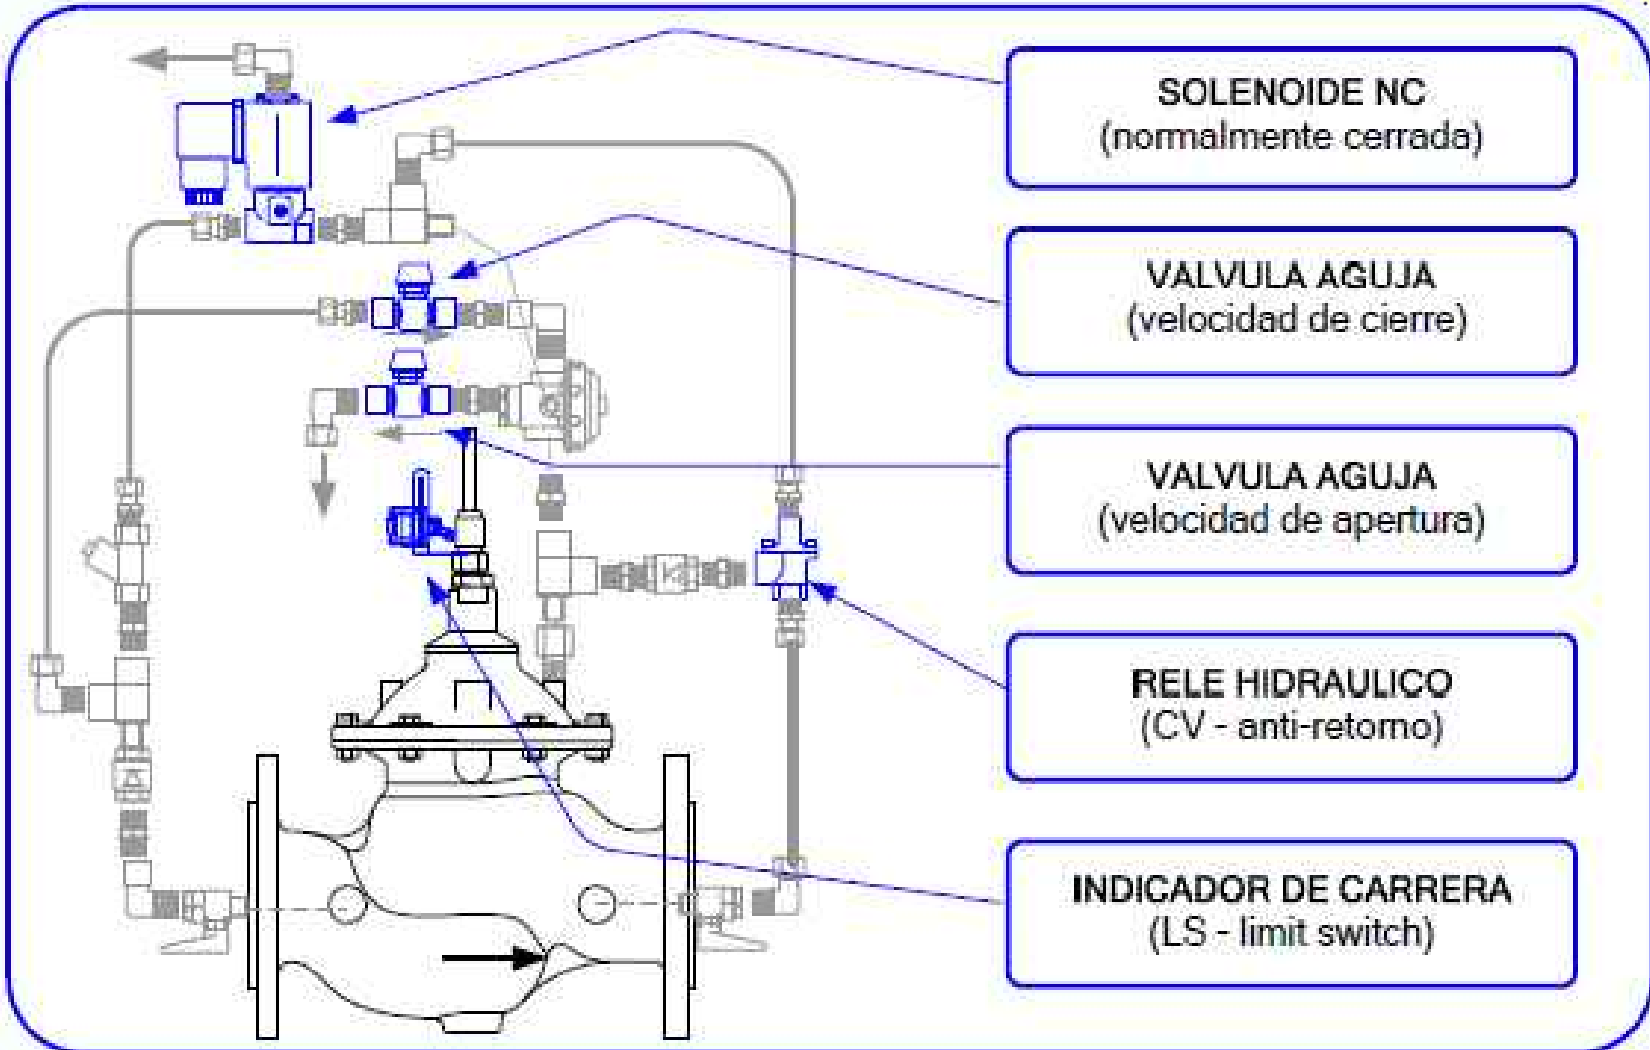 SOLENOIDE NC
(normalmente cerrada)
VALVULA AGUJA
(velocidad de cierre)
VALVULA AGUJA
(velocidad de apertura)
RELE HIDRAULICO
(CV - anti-retorno)
INDICADOR DE CARRERA
(LS - limit switch)